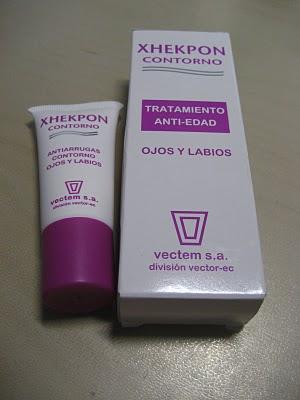 XHEKPON
CONTORNO
ANTIARRUGAS
CONTORNO
OJOS Y LABIOS
vectem s.a.
división vector-ec
XHEKPON
CONTORNO
TRATAMIENTO
ANTI-EDAD
OJOS Y LABIOS
vectem s.a.
división vector-ec